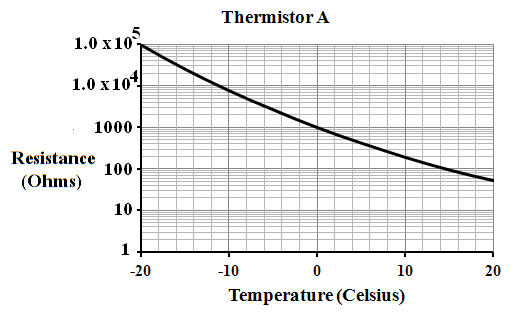 Thermistor A
1.0 x 10^5
1.0 x 10^4
1000
Resistance
(Ohms)
100
10
1
-20 -10 0 10 20
Temperature (Celsius)